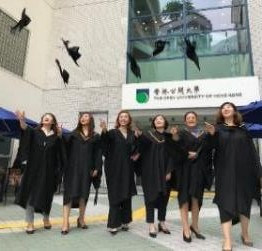 香港公開大學
THE OPEN UNIVERSITY OF HONG KONG